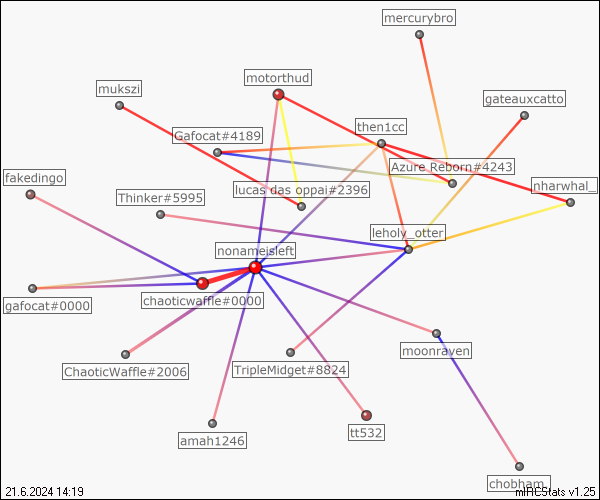 mercurybro
motorthud
mukszi
gateauxcatto
then1cc
Gafocat#4189
Azure Reborn#4243
fakedingo
lucas das oppai#2396
nharwhal_
Thinker#5995
leholy_otter
nonameisleft
chaoticwaffle#0000
gafocat#0000
moonraven
ChaoticWaffle#2006
TripleMidget#8824
tt532
amah1246
chobham_
21.6.2024 14:19
mIRCStats v1.25